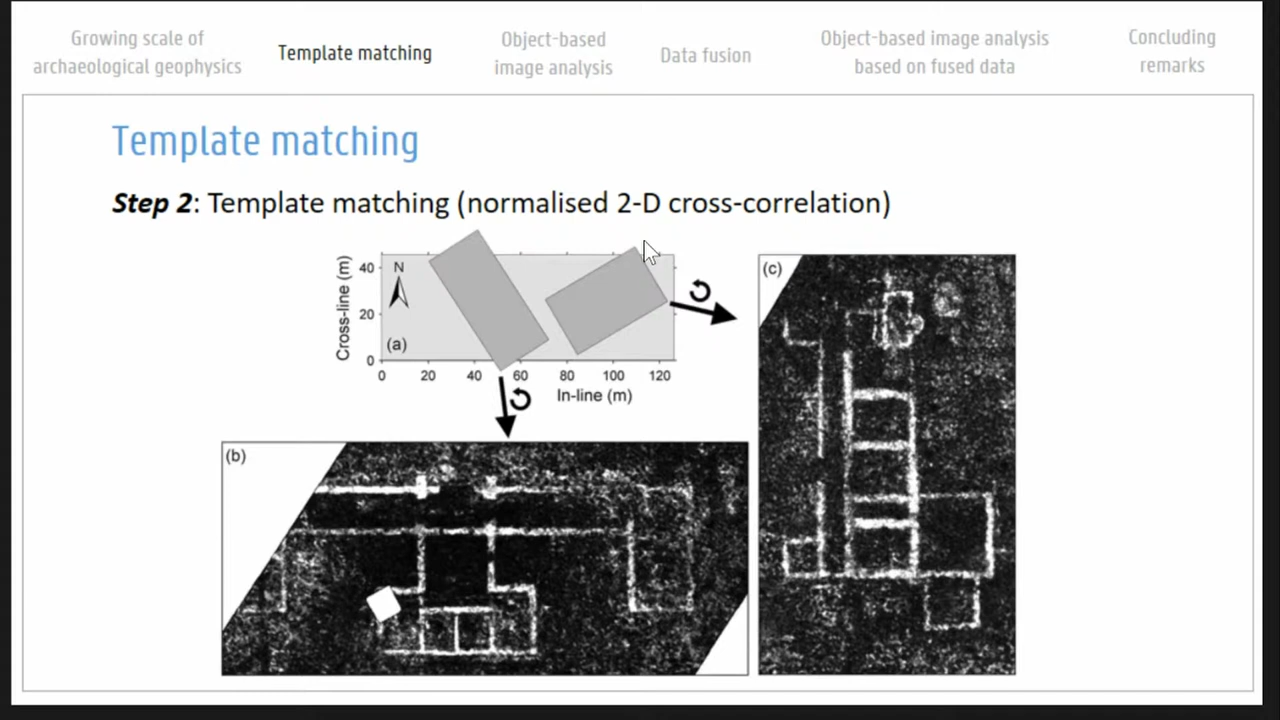 Growing scale of
archaeological geophysics
Template matching
Object-based
image analysis
Data fusion
Object-based image analysis
based on fused data
Concluding
remarks
Template matching
Step 2: Template matching (normalised 2-D cross-correlation)
Cross-line (m)
40
20
0
N
(a)
0 20 40 60 80 100 120
In-line (m)
(b)
(c)